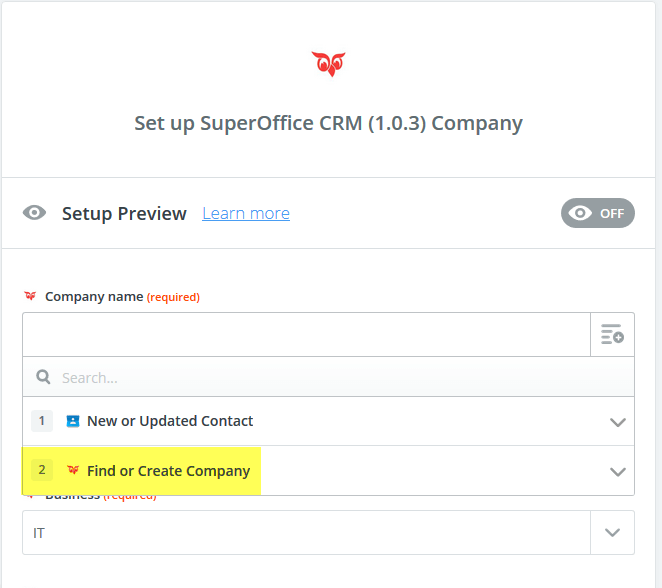 Set up SuperOffice CRM (1.0.3) Company
Setup Preview Learn more OFF
Company name (required)
Search...
1 New or Updated Contact
2 Find or Create Company
Business (required)
IT